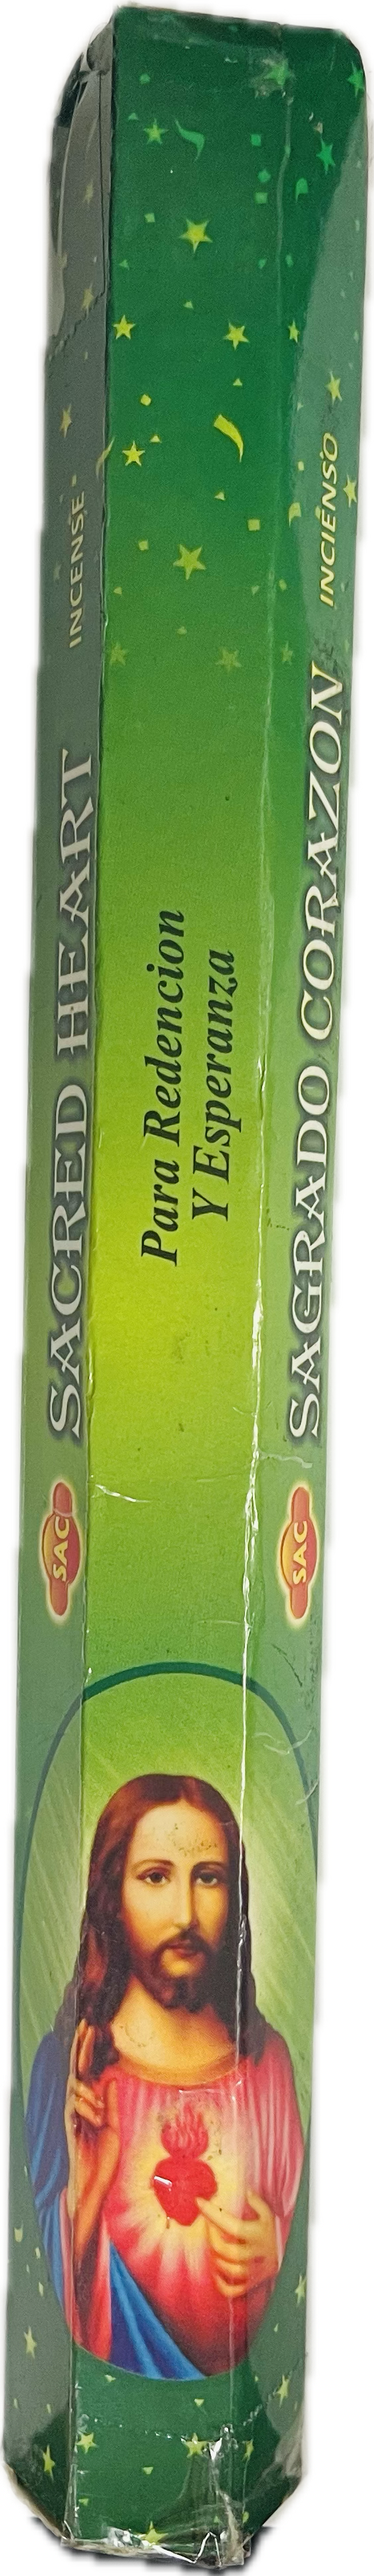 SACRED HEART INCENSE
SAC
Para Redencion
Y Esperanza
SAGRADO CORAZON INCIENSO
SAC